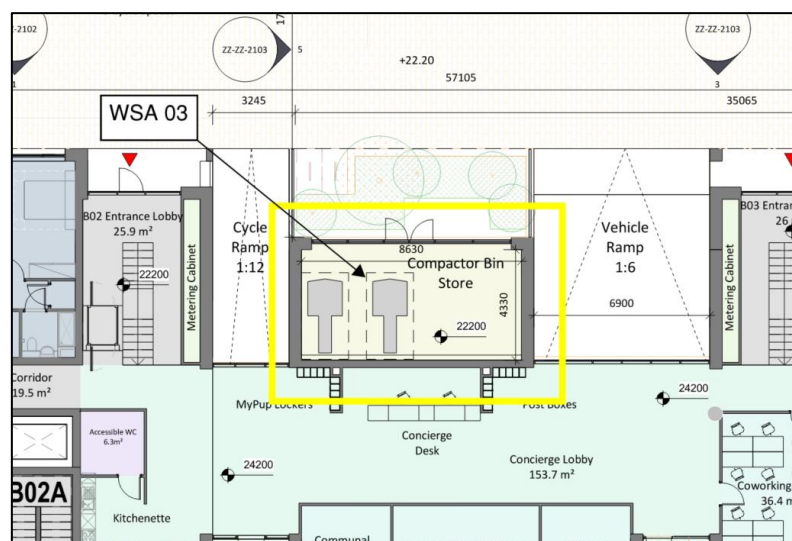 Z-2102
1
ZZ-ZZ-2103
5
17
+22.20
57105
ZZ-ZZ-2103
3
3245
35065
WSA 03
B02 Entrance Lobby
25.9 m²
22200
Metering Cabinet
Cycle
Ramp
1:12
8630
Compactor Bin
Store
4330
22200
Vehicle
Ramp
1:6
6900
Metering Cabinet
B03 Entran
26
Corridor
19.5 m²
MyPup Lockers
Post Boxes
24200
Accessible WC
6.3m²
Concierge
Desk
24200
Concierge Lobby
153.7 m²
B02A
Kitchenette
Coworking
36.4 m
Communal